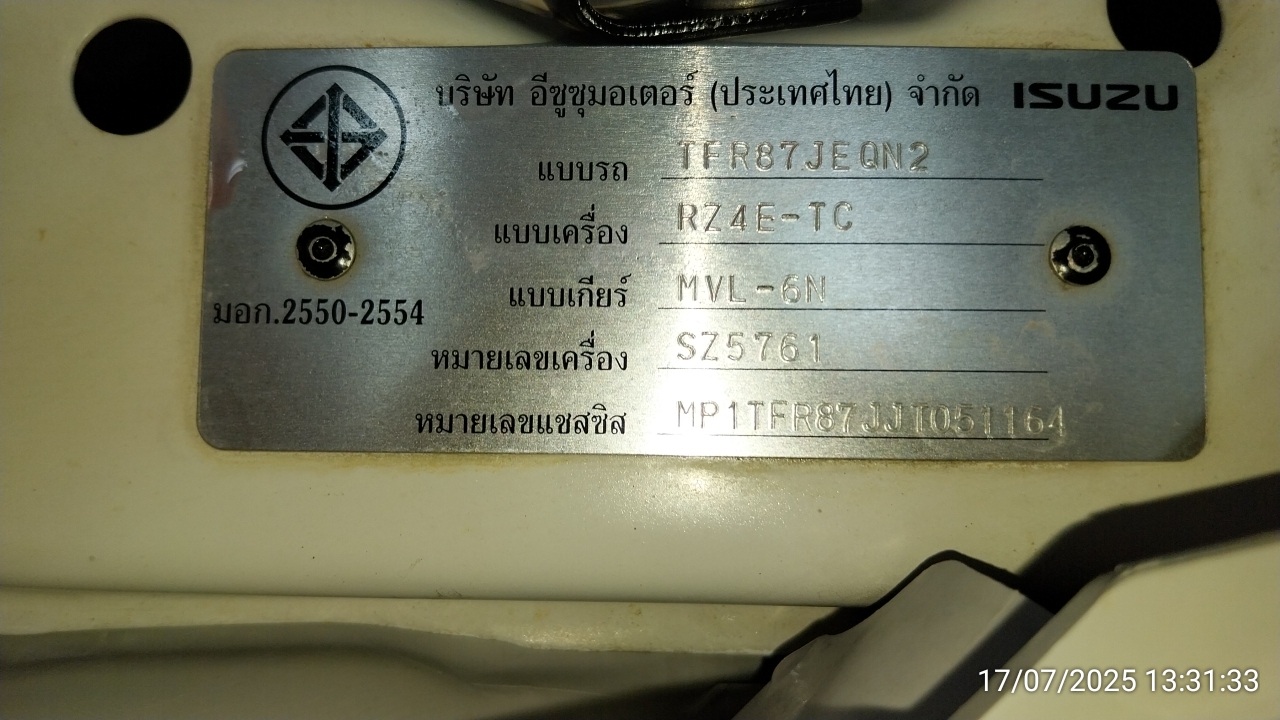 บริษัท อีซูซุมอเตอร์ (ประเทศไทย) จำกัด ISUZU
แบบรถ TFR87JEQN2
แบบเครื่อง RZ4E-TC
แบบเกียร์ MVL-6N
มอก.2550-2554
หมายเลขเครื่อง SZ5761
หมายเลขแชสซิส MP1TFR87JJT051164
17/07/2025 13:31:33